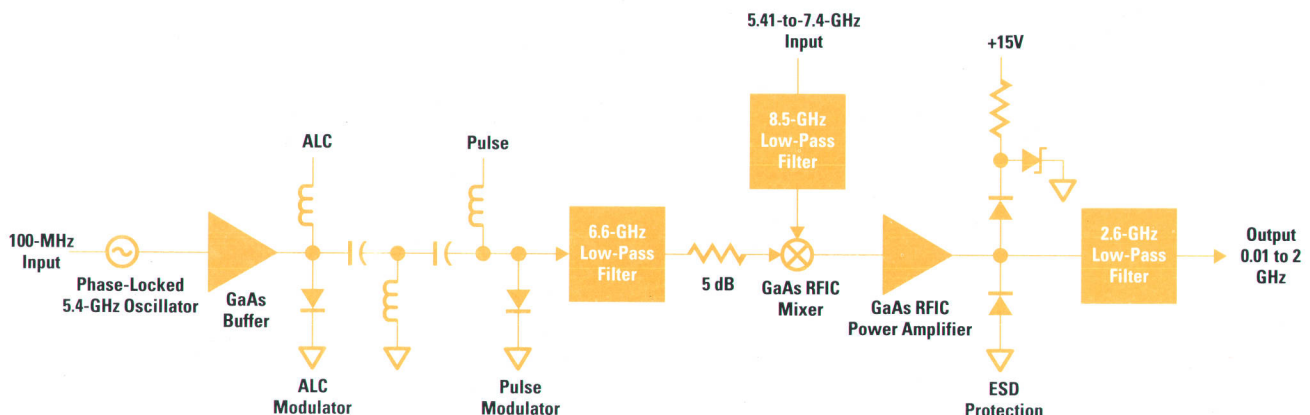 5.41-to-7.4-GHz
Input
+15V
8.5-GHz
Low-Pass
Filter
ALC
Pulse
100-MHz
Input
Phase-Locked
5.4-GHz Oscillator
GaAs
Buffer
6.6-GHz
Low-Pass
Filter
5 dB
GaAs RFIC
Mixer
GaAs RFIC
Power Amplifier
2.6-GHz
Low-Pass
Filter
Output
0.01 to 2
GHz
ALC
Modulator
Pulse
Modulator
ESD
Protection